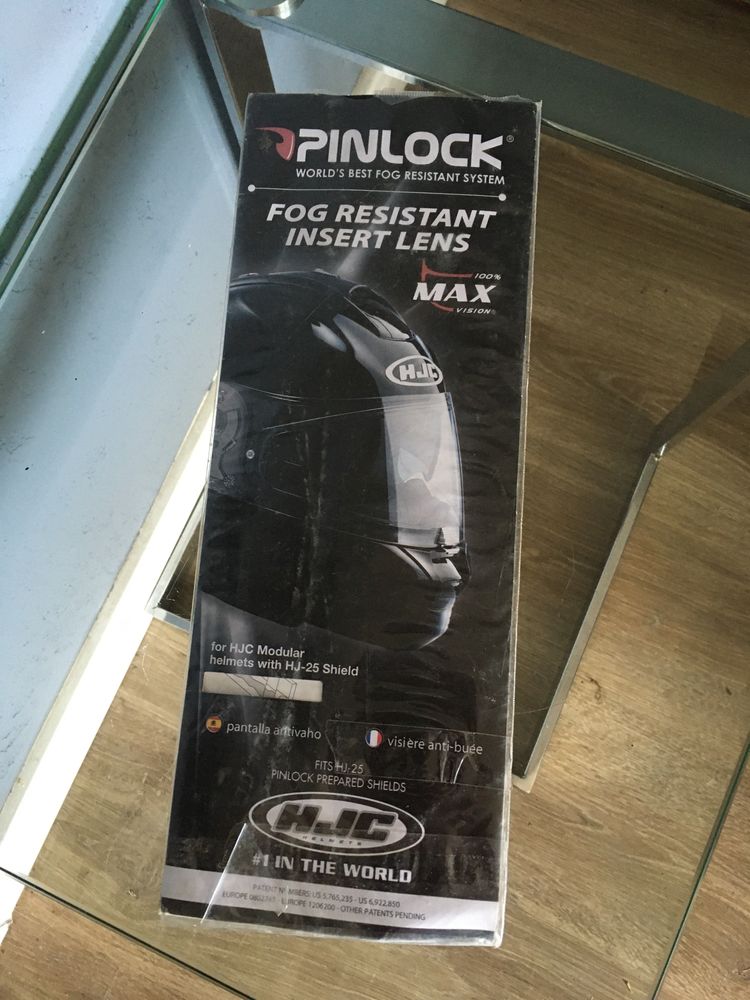 PINLOCK®
WORLD'S BEST FOG RESISTANT SYSTEM
FOG RESISTANT
INSERT LENS
100%
MAX
VISION®
HJC
for HJC Modular
helmets with HJ-25 Shield
pantalla antivaho
visière anti-buée
FITS HJ-25
PINLOCK PREPARED SHIELDS
HJC
HELMETS
#1 IN THE WORLD
PATENT NUMBERS: US 5,765,235 - US 6,922,850
EUROPE 1206200 - OTHER PATENTS PENDING